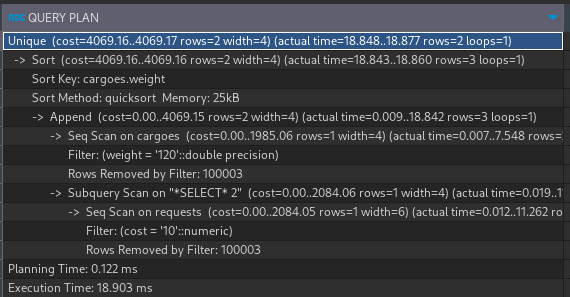 ABC QUERY PLAN
Unique (cost=4069.16..4069.17 rows=2 width=4) (actual time=18.848..18.877 rows=2 loops=1)
-> Sort (cost=4069.16..4069.16 rows=2 width=4) (actual time=18.843..18.860 rows=3 loops=1)
Sort Key: cargoes.weight
Sort Method: quicksort Memory: 25kB
-> Append (cost=0.00..4069.15 rows=2 width=4) (actual time=0.009..18.842 rows=3 loops=1)
-> Seq Scan on cargoes (cost=0.00..1985.06 rows=1 width=4) (actual time=0.007..7.548 rows=
Filter: (weight = '120'::double precision)
Rows Removed by Filter: 100003
-> Subquery Scan on "*SELECT* 2" (cost=0.00..2084.06 rows=1 width=4) (actual time=0.019..1
-> Seq Scan on requests (cost=0.00..2084.05 rows=1 width=6) (actual time=0.012..11.262 ro
Filter: (cost = '10'::numeric)
Rows Removed by Filter: 100003
Planning Time: 0.122 ms
Execution Time: 18.903 ms